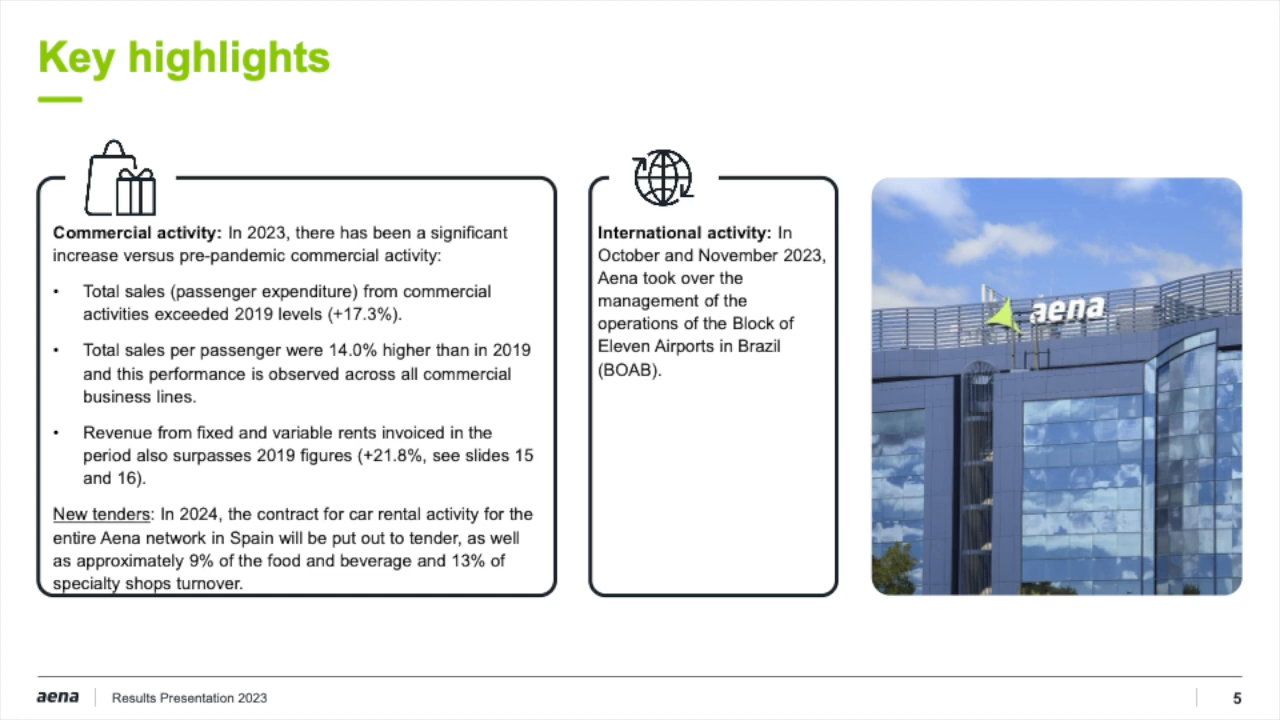 Key highlights
Commercial activity: In 2023, there has been a significant
increase versus pre-pandemic commercial activity:
• Total sales (passenger expenditure) from commercial
activities exceeded 2019 levels (+17.3%).
• Total sales per passenger were 14.0% higher than in 2019
and this performance is observed across all commercial
business lines.
• Revenue from fixed and variable rents invoiced in the
period also surpasses 2019 figures (+21.8%, see slides 15
and 16).
New tenders: In 2024, the contract for car rental activity for the
entire Aena network in Spain will be put out to tender, as well
as approximately 9% of the food and beverage and 13% of
specialty shops turnover.
International activity: In
October and November 2023,
Aena took over the
management of the
operations of the Block of
Eleven Airports in Brazil
(BOAB).
aena
aena Results Presentation 2023 5